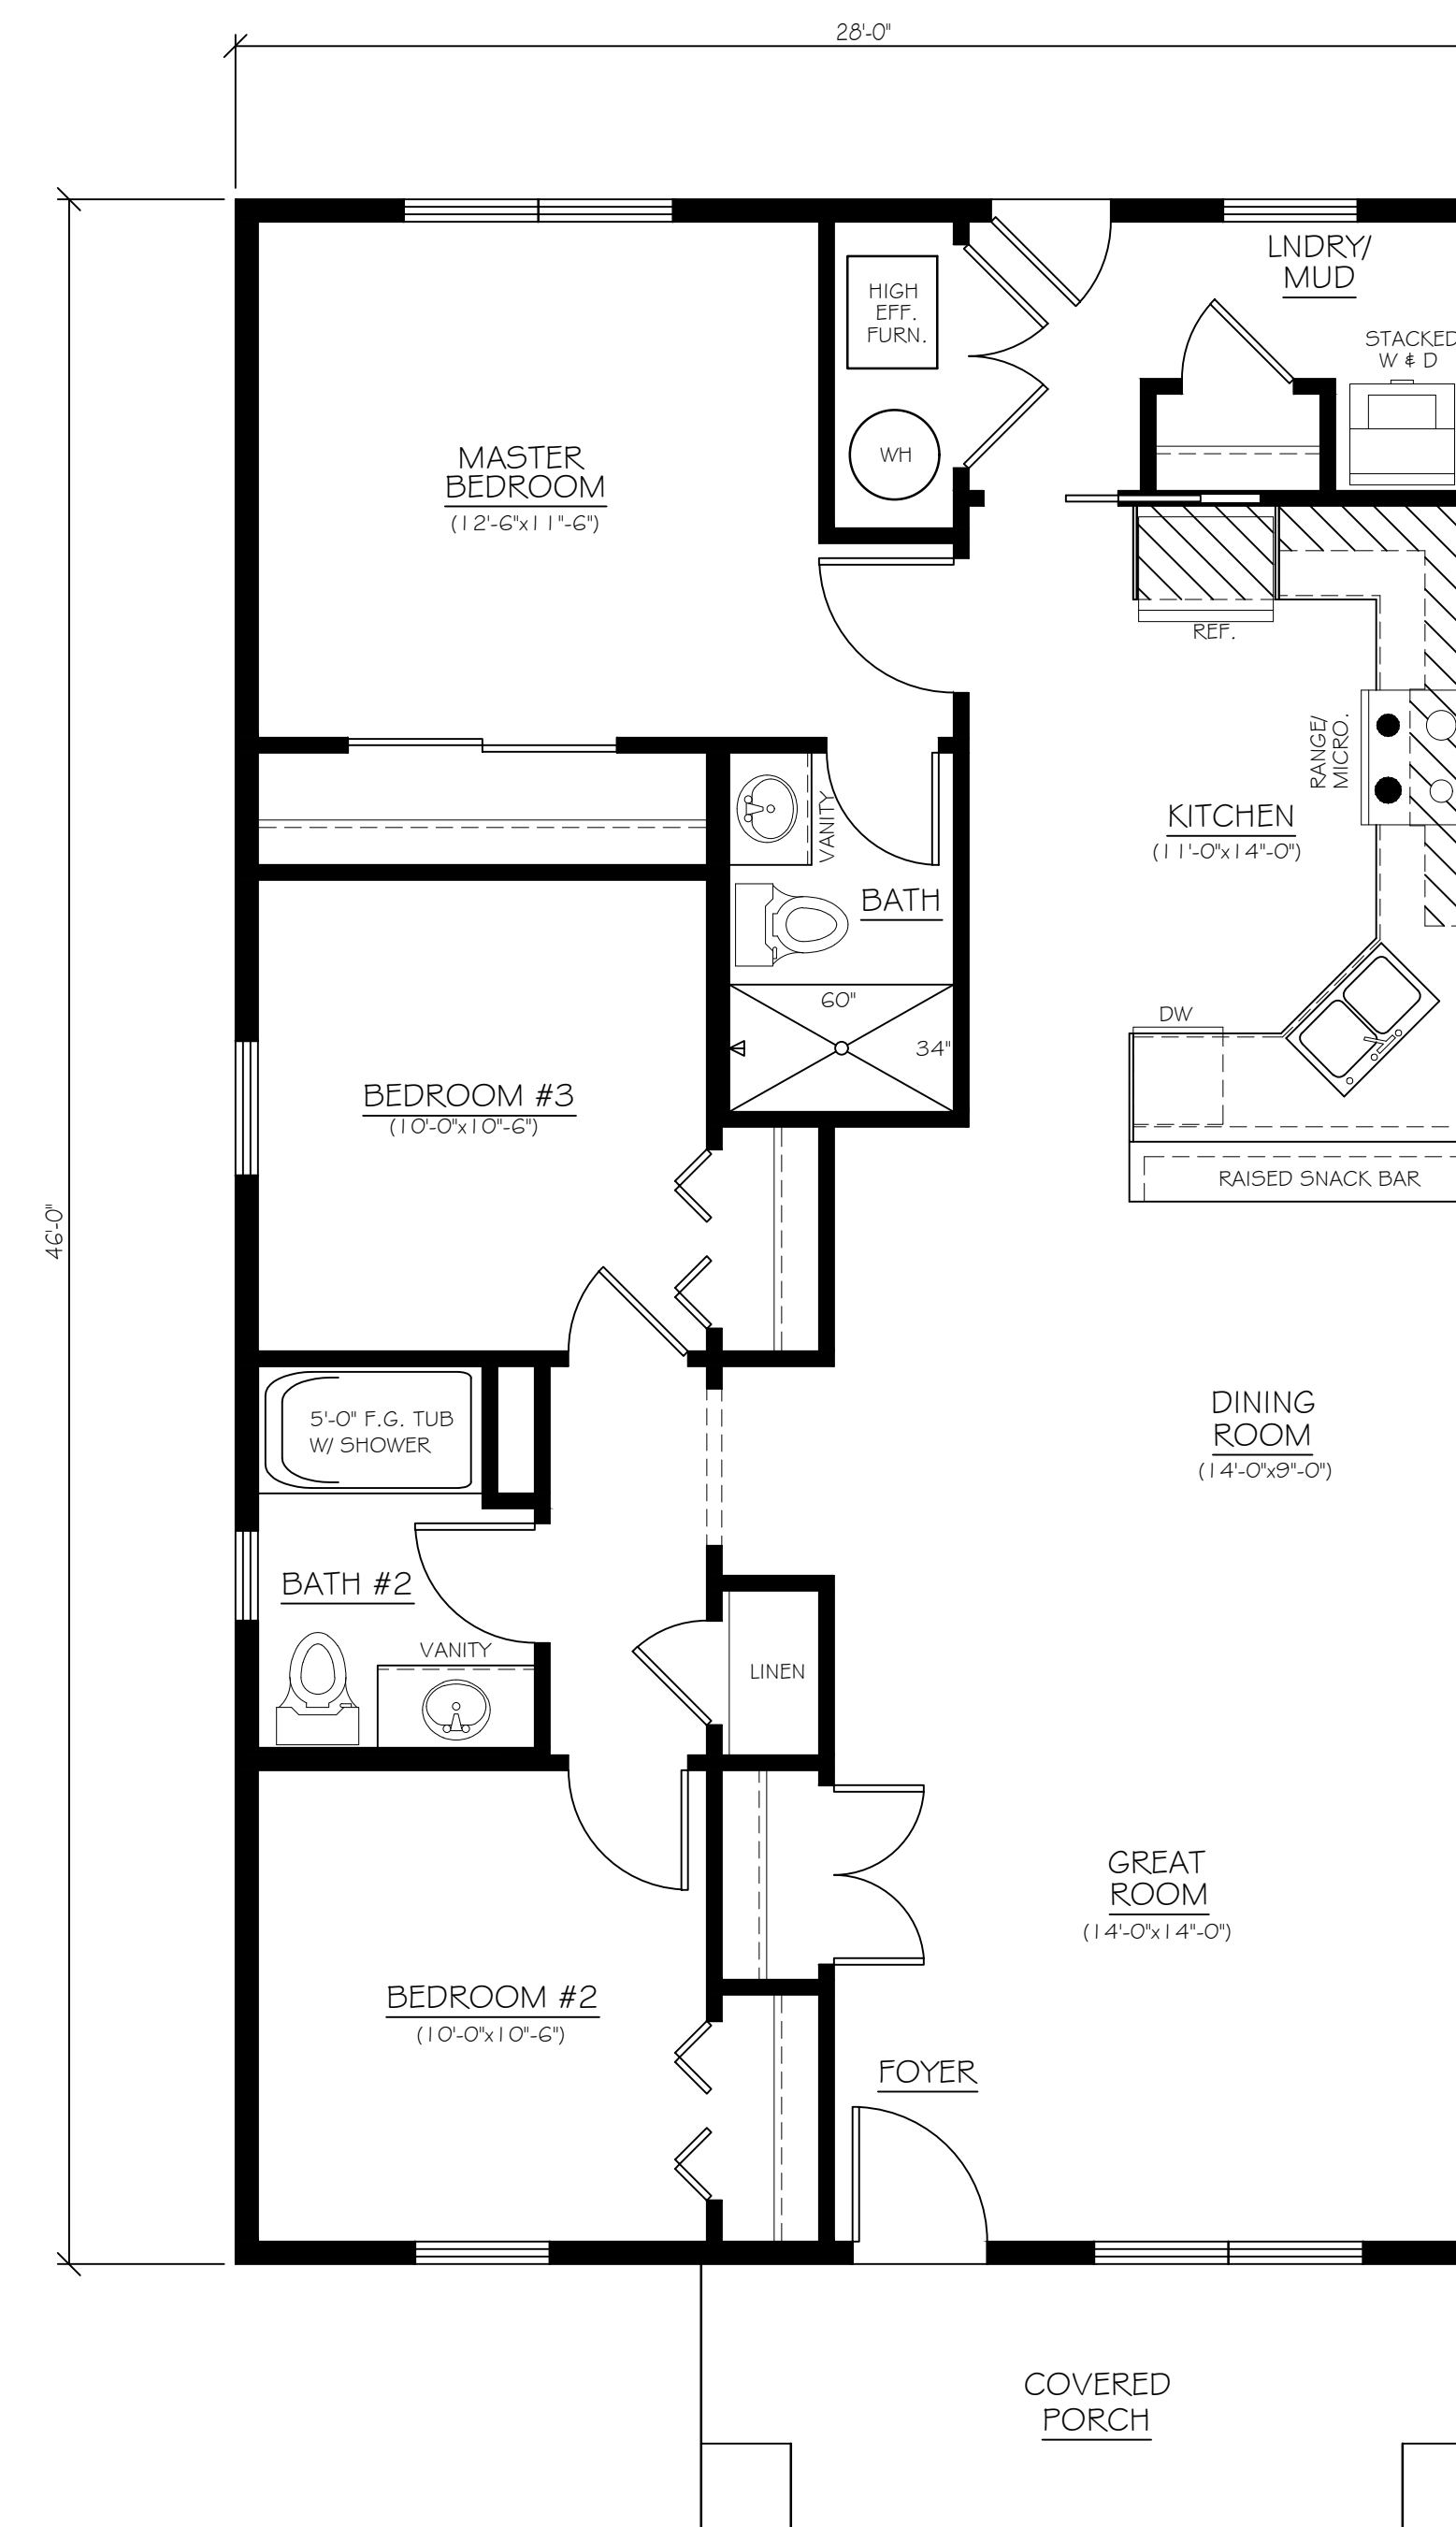 28'-0"
LNDRY/
MUD
HIGH
EFF.
FURN.
STACKED
W & D
WH
MASTER
BEDROOM
(12'-6"x11"-6")
REF.
RANGE/
MICRO.
VANITY
KITCHEN
(11'-0"x14"-0")
BATH
60"
34"
DW
BEDROOM #3
(10'-0"x10"-6")
RAISED SNACK BAR
46'-0"
5'-0" F.G. TUB
W/ SHOWER
DINING
ROOM
(14'-0"x9"-0")
BATH #2
VANITY
LINEN
GREAT
ROOM
(14'-0"x14"-0")
BEDROOM #2
(10'-0"x10"-6")
FOYER
COVERED
PORCH